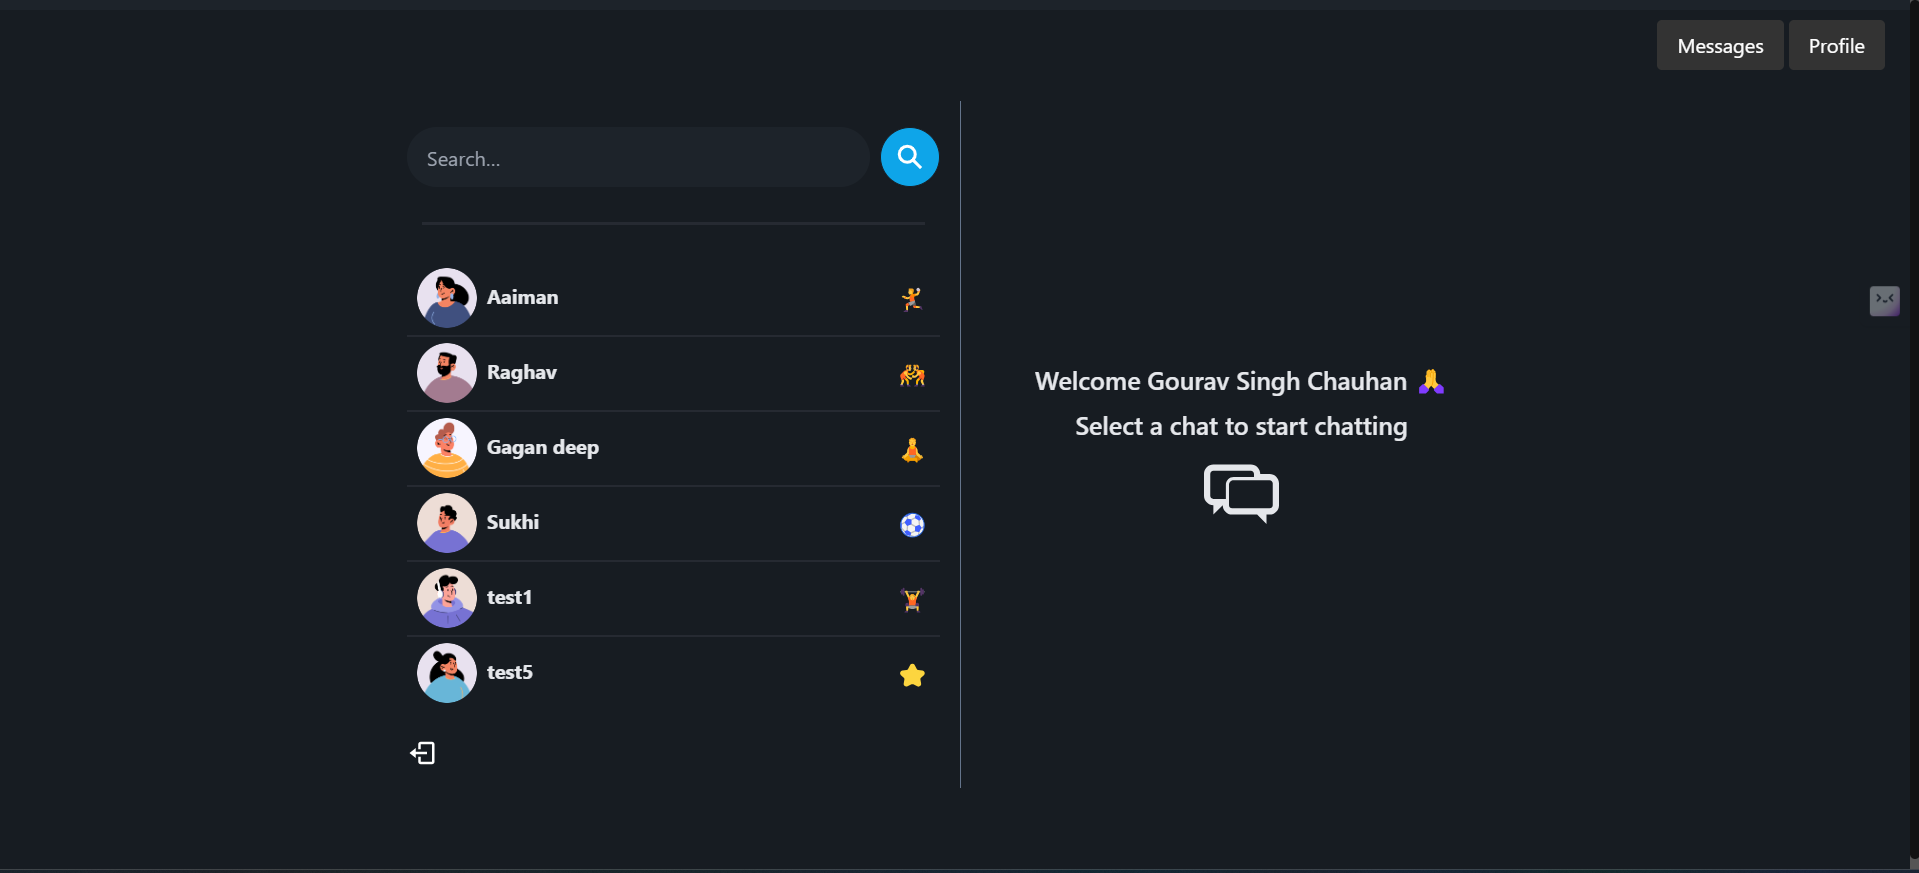 Messages
Profile
Search...
Aaiman
Raghav
Gagan deep
Sukhi
test1
test5
Welcome Gourav Singh Chauhan 🙏
Select a chat to start chatting